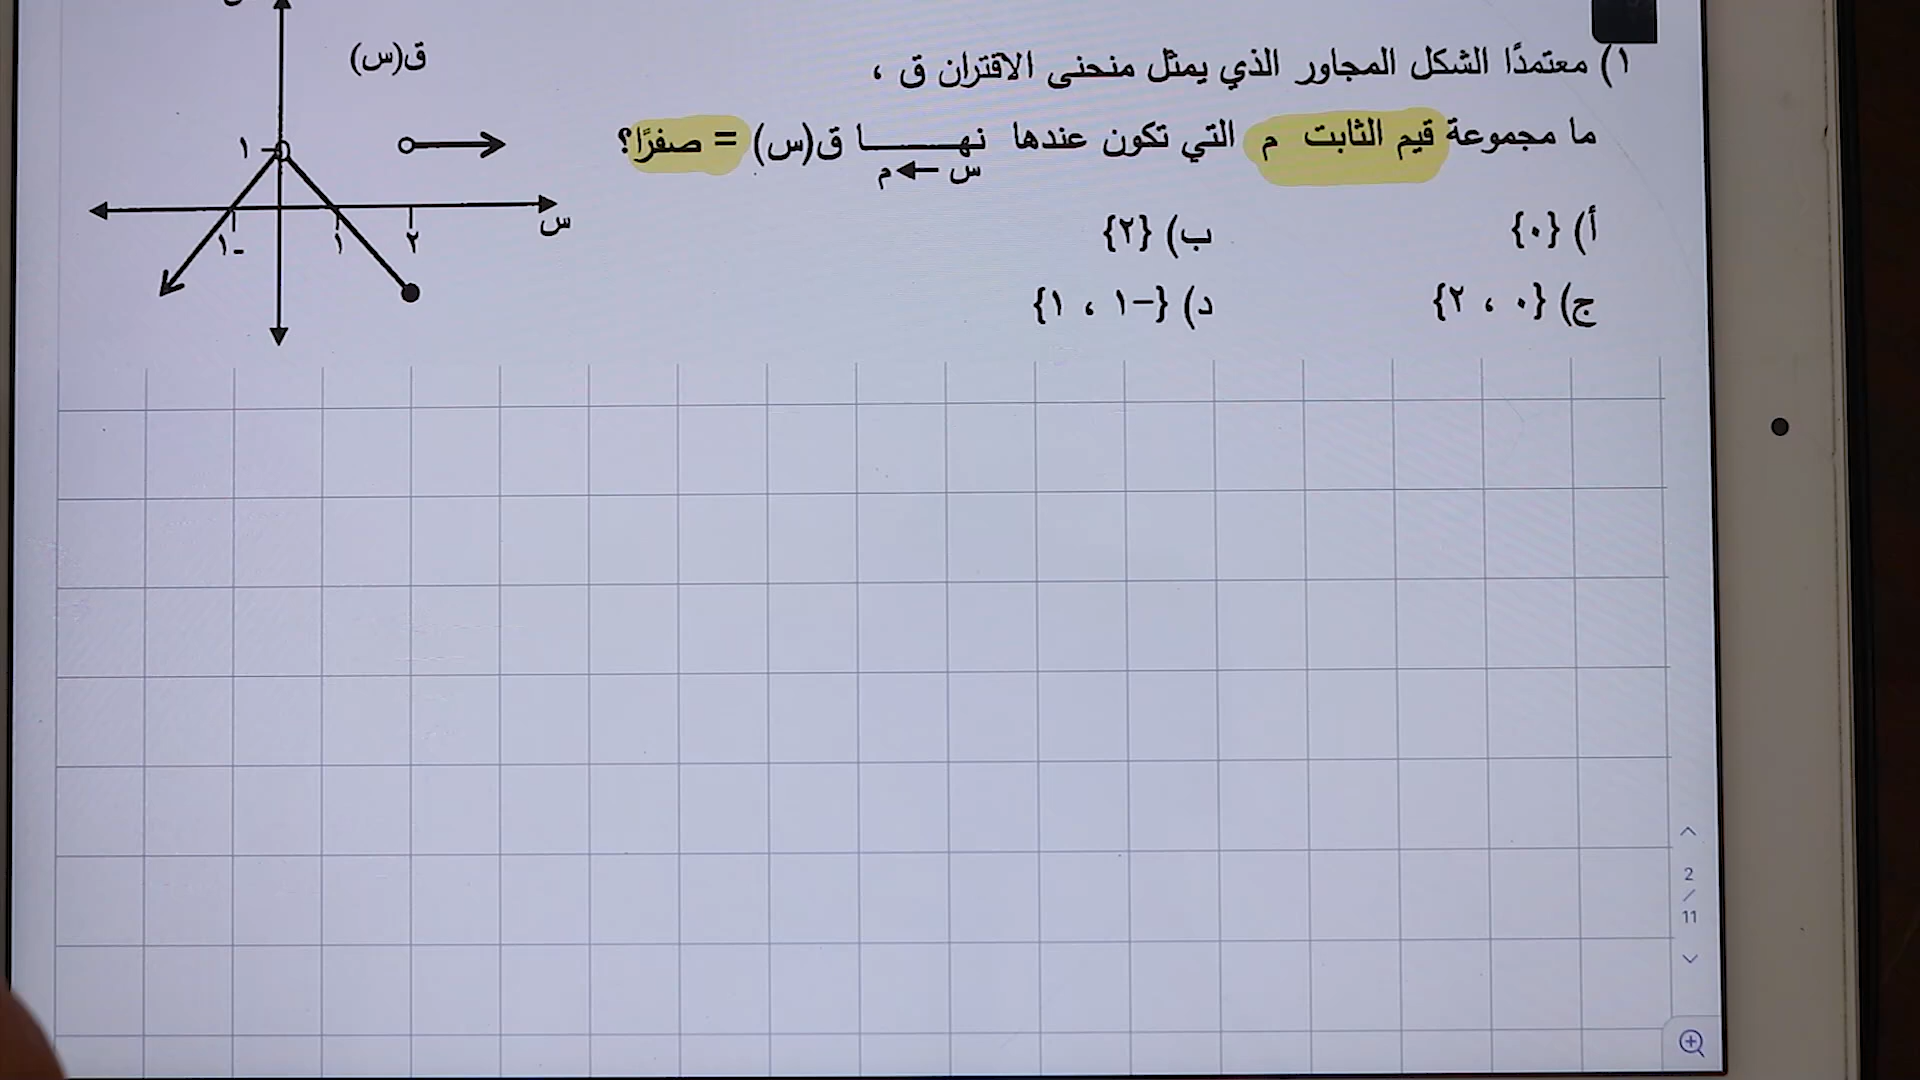 ١) معتمدًا الشكل المجاور الذي يمثل منحنى الاقتران ق ،
ما مجموعة قيم الثابت م التي تكون عندها نهـــا ق(س) = صفرًا؟
س ← م
أ) {٠}
ب) {٢}
ج) {٠ ، ٢}
د) {−١ ، ١}
ق(س)
١
س
-١
١
٢
2
/
11